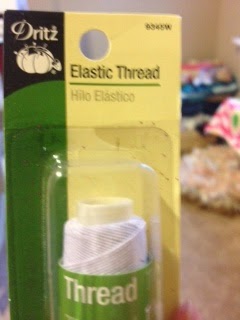 Dritz
Elastic Thread
Hilo Elástico
Thread